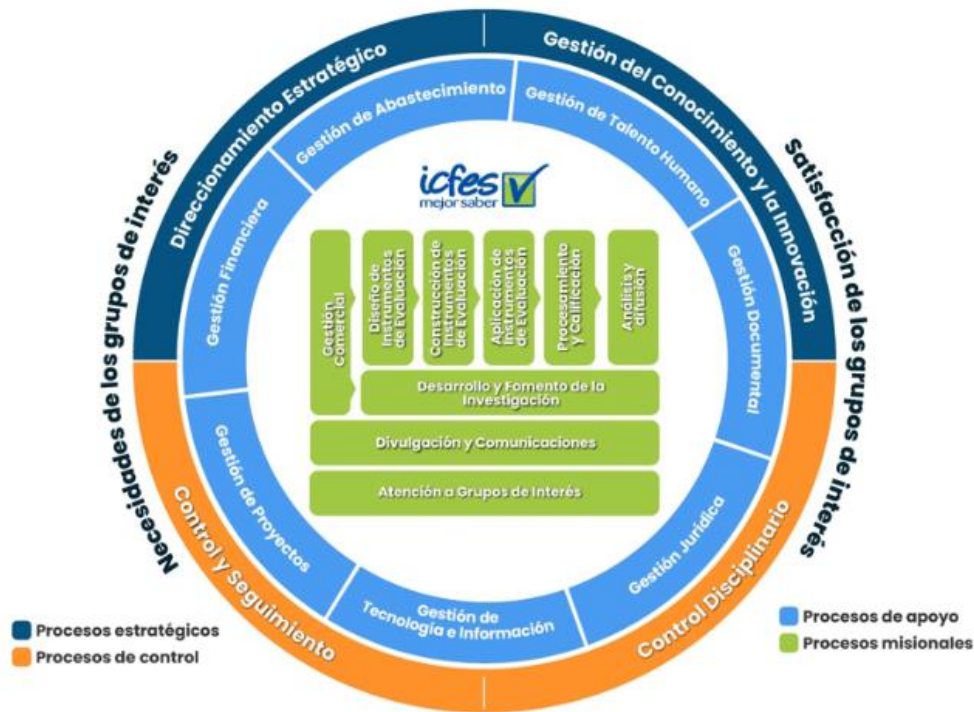 Direccionamiento Estratégico
Gestión del Conocimiento y la Innovación
Gestión de Abastecimiento
Gestión de Talento Humano
Necesidades de los grupos de interés
Satisfacción de los grupos de interés
Gestión Financiera
Gestión Documental
icfes
mejor saber
Gestión
comercial
Diseño de
Instrumentos
de Evaluación
Construcción de
Instrumentos
de Evaluación
Aplicación de
Instrumentos
de Evaluación
Procesamiento
y Calificación
Análisis y
difusión
Desarrollo y Fomento de la
Investigación
Divulgación y Comunicaciones
Atención a Grupos de Interés
Gestión de Proyectos
Gestión Jurídica
Gestión de
Tecnología e Información
Control y Seguimiento
Control Disciplinario
Procesos estratégicos
Procesos de control
Procesos de apoyo
Procesos misionales